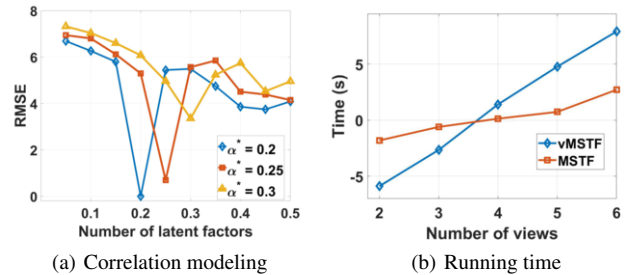 8
6
4
2
0
RMSE
0.1 0.2 0.3 0.4 0.5
Number of latent factors
α* = 0.2
α* = 0.25
α* = 0.3
(a) Correlation modeling
5
0
-5
Time (s)
2 3 4 5 6
Number of views
vMSTF
MSTF
(b) Running time